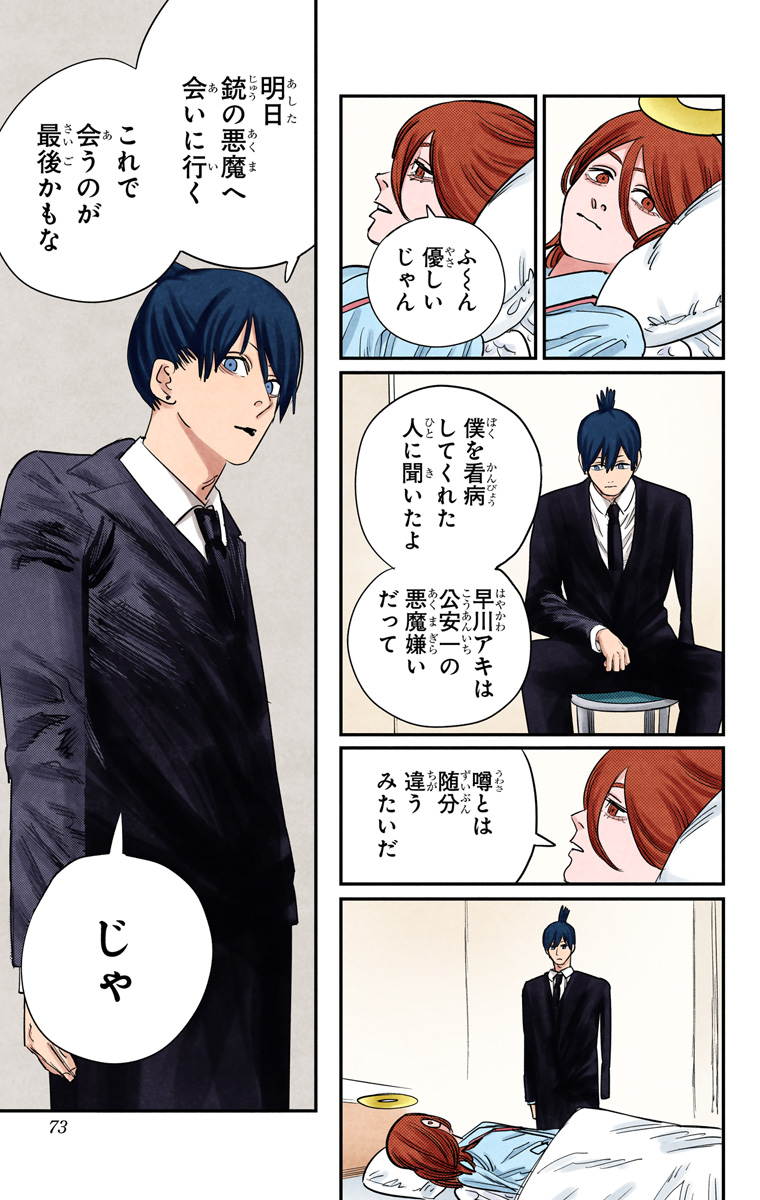 ふ〜ん
優しい
じゃん
僕を看病
してくれた
人に聞いたよ
早川アキは
公安一の
悪魔嫌い
だって
噂とは
随分
違う
みたいだ
明日
銃の悪魔へ
会いに行く
これで
会うのが
最後かもな
じゃ
73